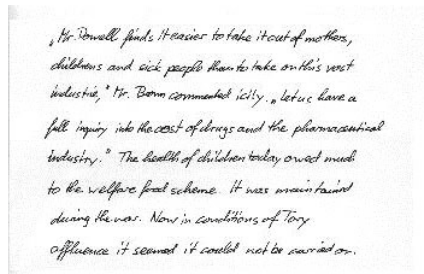 „Mr. Powell finds it easier to take it out of mothers,
childrens and sick people than to take on this vast
industrie,“ Mr. Bonn commented icily. „Let us have a
full inquiry into the cost of drugs and the pharmaceutical
industry.“ The health of children today owed much
to the welfare food scheme. It was maintained
during the war. Now in conditions of Tory
affluence it seemed it could not be carried on.